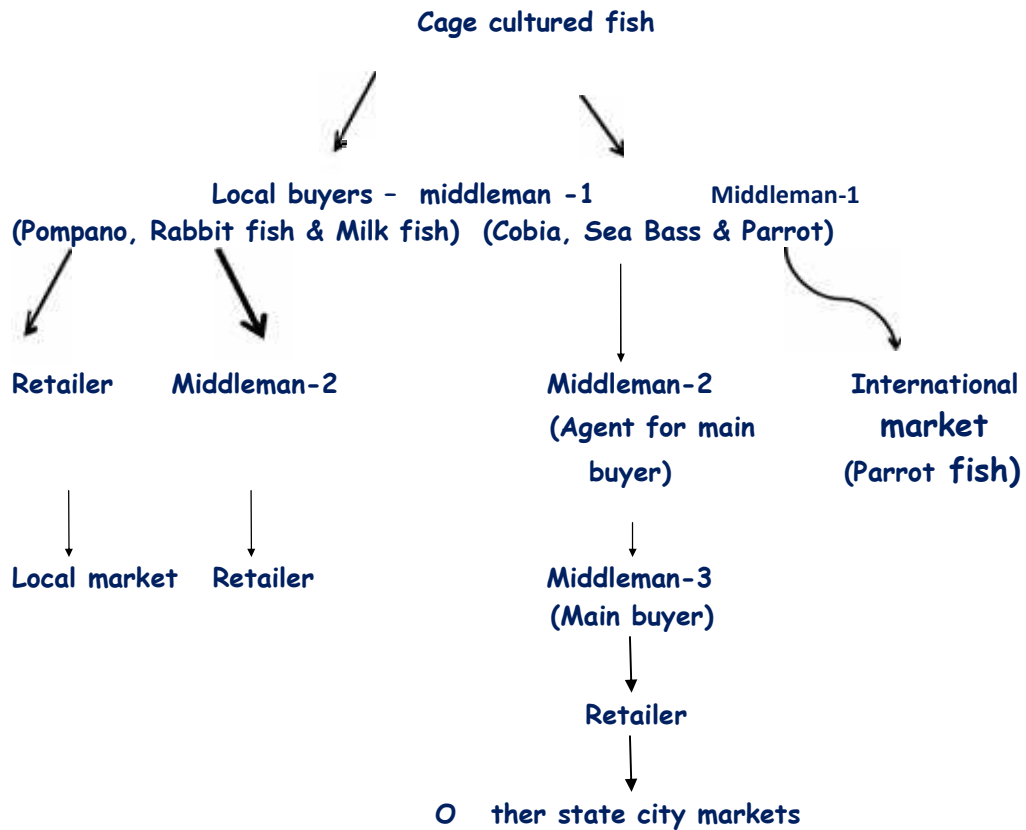 Cage cultured fish
Local buyers – middleman -1 Middleman-1
(Pompano, Rabbit fish & Milk fish) (Cobia, Sea Bass & Parrot)
Retailer Middleman-2 Middleman-2 International
(Agent for main market
buyer) (Parrot fish)
Local market Retailer Middleman-3
(Main buyer)
Retailer
O ther state city markets